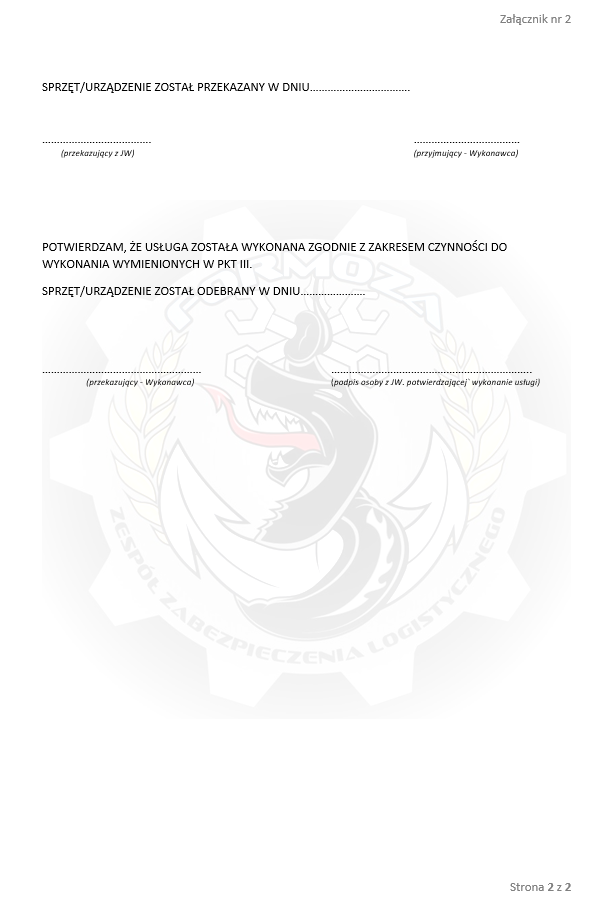 Załącznik nr 2
SPRZĘT/URZĄDZENIE ZOSTAŁ PRZEKAZANY W DNIU..................................
.....................................
....................................
(przekazujący z JW)
(przyjmujący - Wykonawca)
POTWIERDZAM, ŻE USŁUGA ZOSTAŁA WYKONANA ZGODNIE Z ZAKRESEM CZYNNOŚCI DO
WYKONANIA WYMIENIONYCH W PKT III.
SPRZĘT/URZĄDZENIE ZOSTAŁ ODEBRANY W DNIU......................
......................................................
....................................................................
(przekazujący - Wykonawca)
(podpis osoby z JW. potwierdzającej` wykonanie usługi)
FORMOZA
ZESPÓŁ ZABEZPIECZENIA LOGISTYCZNEGO
Strona 2 z 2